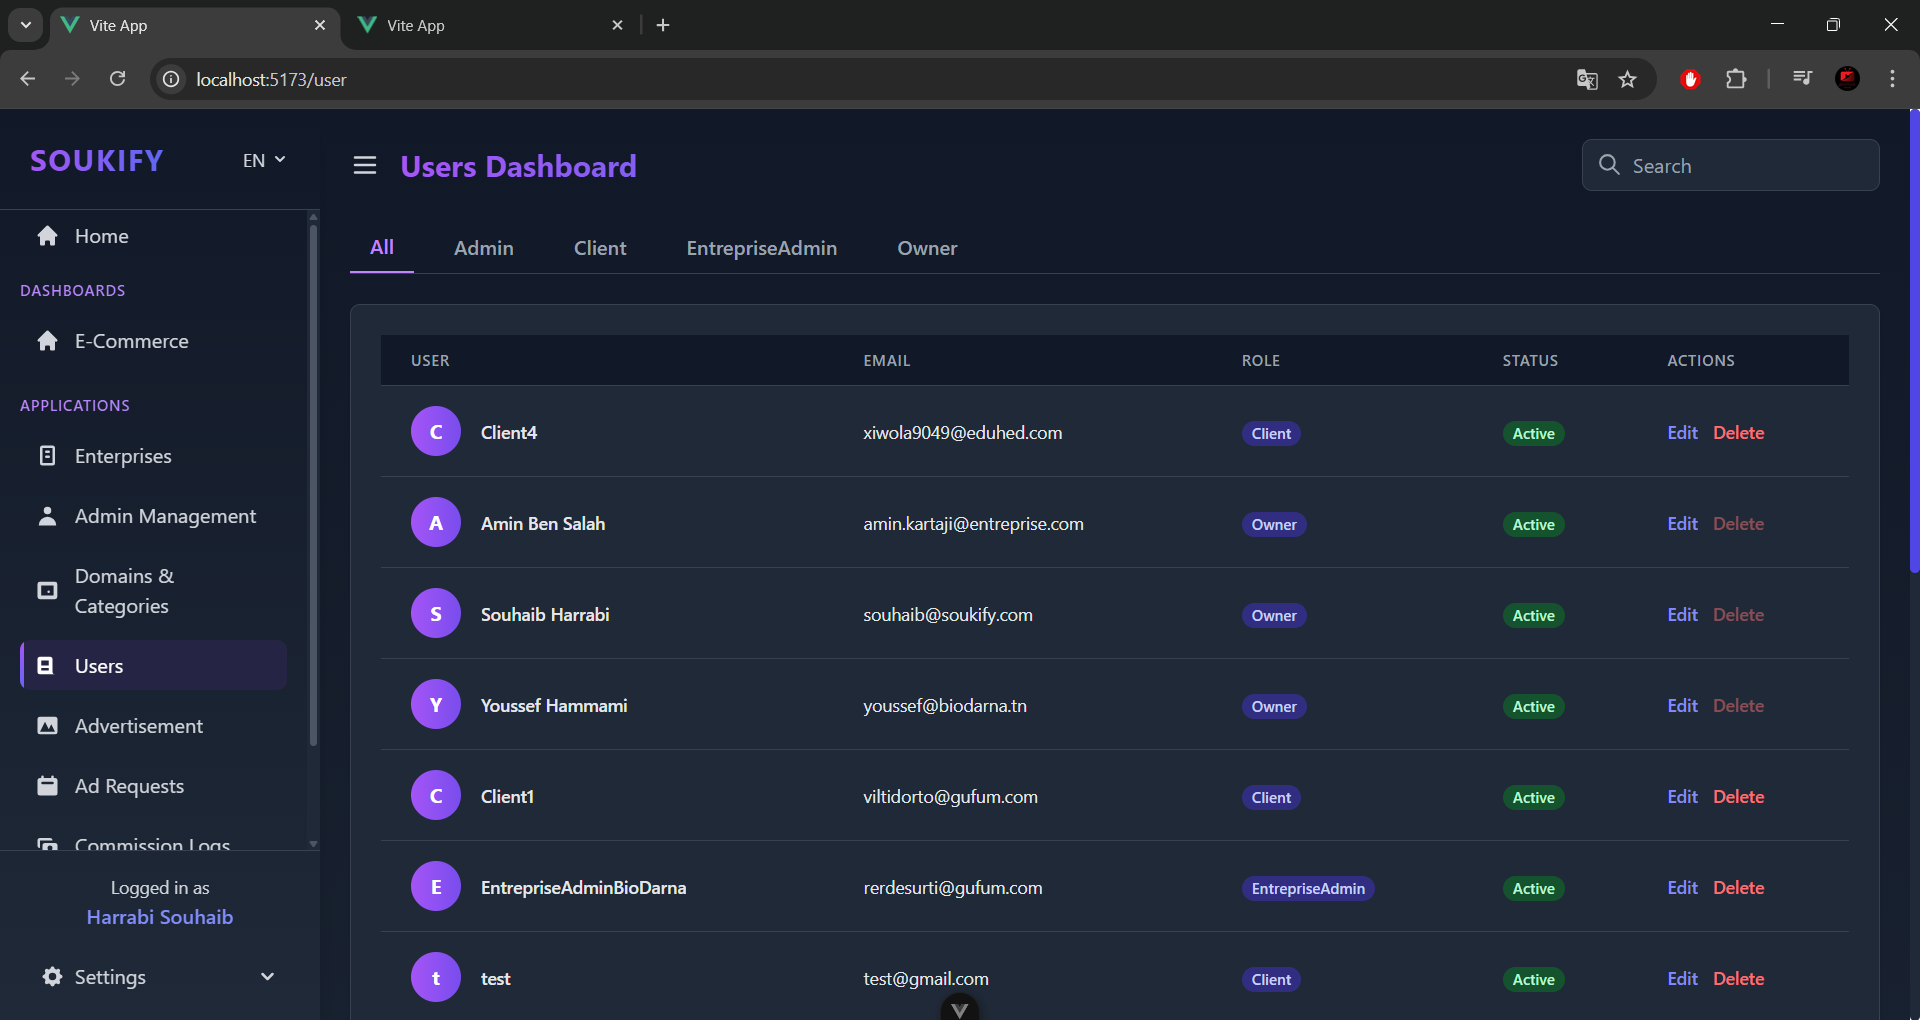 Vite App
Vite App
localhost:5173/user
SOUKIFY
EN
Home
DASHBOARDS
E-Commerce
APPLICATIONS
Enterprises
Admin Management
Domains &
Categories
Users
Advertisement
Ad Requests
Commission Logs
Logged in as
Harrabi Souhaib
Settings
Users Dashboard
Search
All Admin Client EntrepriseAdmin Owner
USER EMAIL ROLE STATUS ACTIONS
C Client4 xiwola9049@eduhed.com Client Active Edit Delete
A Amin Ben Salah amin.kartaji@entreprise.com Owner Active Edit Delete
S Souhaib Harrabi souhaib@soukify.com Owner Active Edit Delete
Y Youssef Hammami youssef@biodarna.tn Owner Active Edit Delete
C Client1 viltidorto@gufum.com Client Active Edit Delete
E EntrepriseAdminBioDarna rerdesurti@gufum.com EntrepriseAdmin Active Edit Delete
t test test@gmail.com Client Active Edit Delete